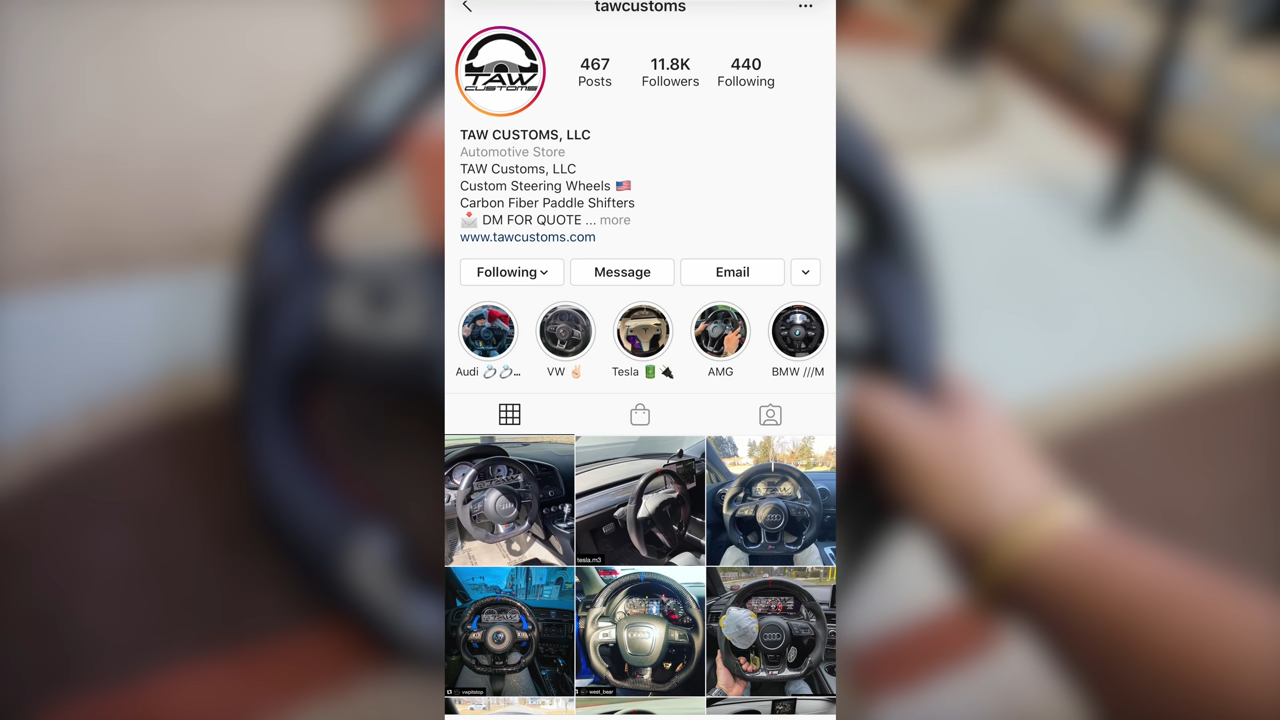 tawcustoms
TAW
CUSTOMS
467
Posts
11.8K
Followers
440
Following
TAW CUSTOMS, LLC
Automotive Store
TAW Customs, LLC
Custom Steering Wheels 🇺🇸
Carbon Fiber Paddle Shifters
📩 DM FOR QUOTE ... more
www.tawcustoms.com
Following
Message
Email
Audi 💍💍...
VW ✌🏻
Tesla 🔋🔌
AMG
BMW ///M
tesla.m3
vwpitstop
west_bear